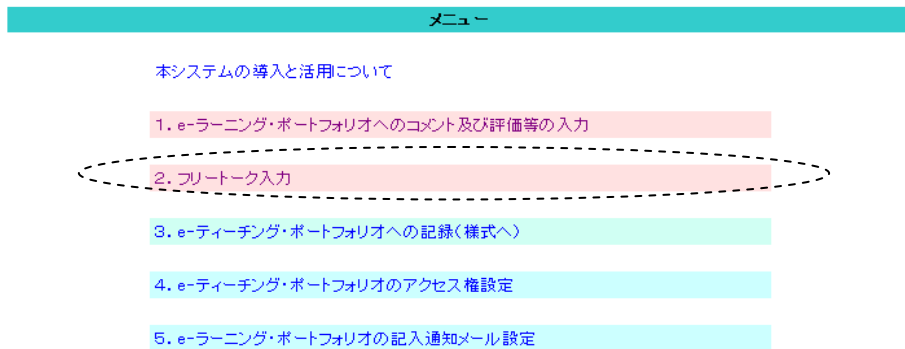 メニュー
本システムの導入と活用について
1．e-ラーニング・ポートフォリオへのコメント及び評価等の入力
2．フリートーク入力
3．e-ティーチング・ポートフォリオへの記録（様式へ）
4．e-ティーチング・ポートフォリオのアクセス権設定
5．e-ラーニング・ポートフォリオの記入通知メール設定